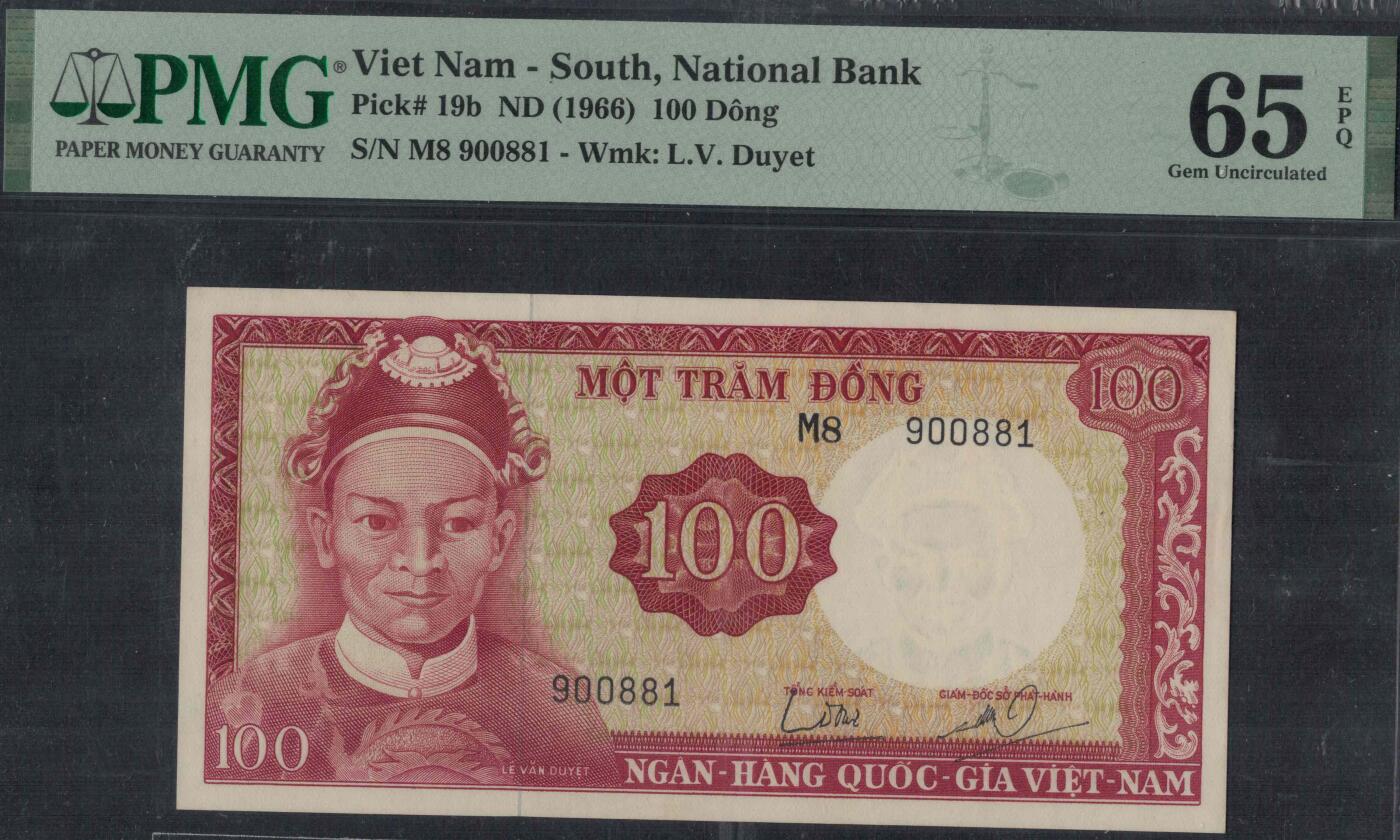 PMG®
PAPER MONEY GUARANTY
Viet Nam - South, National Bank
Pick# 19b ND (1966) 100 Dông
S/N M8 900881 - Wmk: L.V. Duyet
65
EPQ
Gem Uncirculated
MỘT TRĂM ĐỒNG
100
M8 900881
100
900881
TỔNG KIỂM-SOÁT
GIÁM-ĐỐC SỞ PHÁT-HÀNH
100
LÊ VĂN DUYỆT
NGÂN-HÀNG QUỐC-GIA VIỆT-NAM